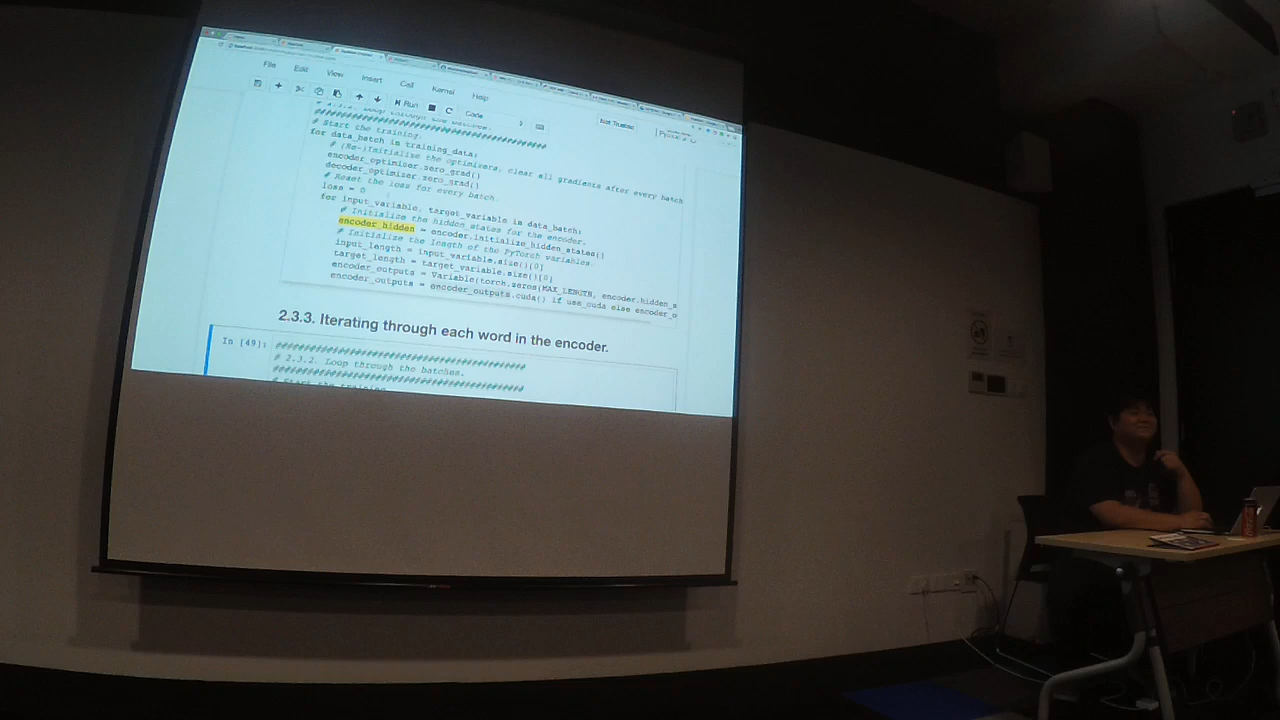 File Edit View Insert Cell Kernel Help
Run Code Not Trusted
#################################################
# Start the training.
for data_batch in training_data:
# (Re-)Initialize the optimizers, clear all gradients after every batch
encoder_optimizer.zero_grad()
decoder_optimizer.zero_grad()
# Reset the loss for every batch.
loss = 0
for input_variable, target_variable in data_batch:
# Initialize the hidden_states for the encoder.
encoder_hidden = encoder.initialize_hidden_states()
# Initialize the length of the PyTorch variables.
input_length = input_variable.size()[0]
target_length = target_variable.size()[0]
encoder_outputs = Variable(torch.zeros(MAX_LENGTH, encoder.hidden_s
encoder_outputs = encoder_outputs.cuda() if use_cuda else encoder_o
2.3.3. Iterating through each word in the encoder.
In [49]:
#################################################
# 2.3.2. Loop through the batches.
#################################################
# Start the training.